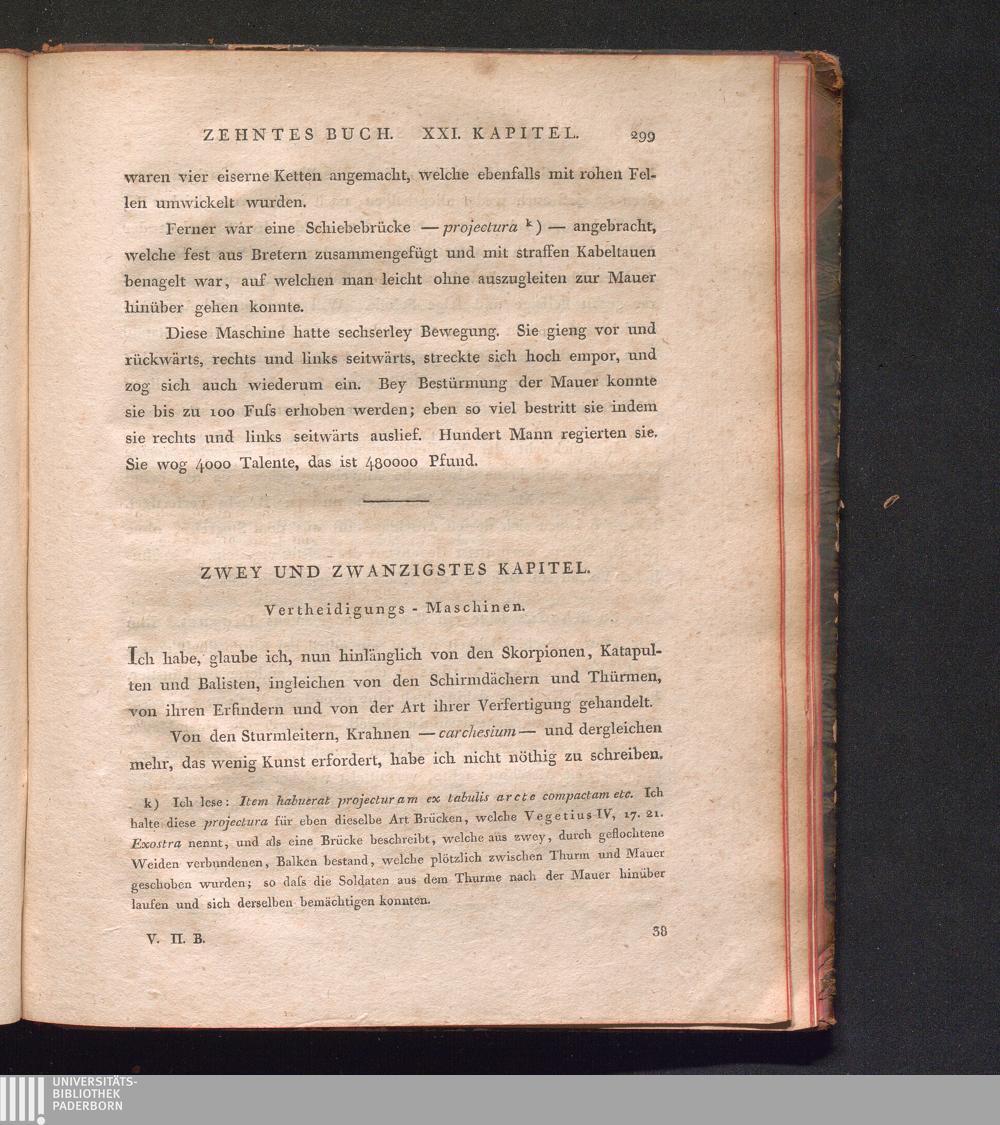 ZEHNTES BUCH. XXI. KAPITEL. 299
waren vier eiserne Ketten angemacht, welche ebenfalls mit rohen Fel-
len umwickelt wurden.
Ferner war eine Schiebebrücke — projectura k) — angebracht,
welche fest aus Bretern zusammengefügt und mit straffen Kabeltauen
benagelt war, auf welchen man leicht ohne auszugleiten zur Mauer
hinüber gehen konnte.
Diese Maschine hatte sechserley Bewegung. Sie gieng vor und
rückwärts, rechts und links seitwärts, streckte sich hoch empor, und
zog sich auch wiederum ein. Bey Bestürmung der Mauer konnte
sie bis zu 100 Fuſs erhoben werden; eben so viel bestritt sie indem
sie rechts und links seitwärts auslief. Hundert Mann regierten sie.
Sie wog 4000 Talente, das ist 480000 Pfund.
ZWEY UND ZWANZIGSTES KAPITEL.
Vertheidigungs - Maschinen.
Ich habe, glaube ich, nun hinlänglich von den Skorpionen, Katapul-
ten und Balisten, ingleichen von den Schirmdächern und Thürmen,
von ihren Erfindern und von der Art ihrer Verfertigung gehandelt.
Von den Sturmleitern, Krahnen — carchesium — und dergleichen
mehr, das wenig Kunst erfordert, habe ich nicht nöthig zu schreiben.
k) Ich lese: Item habuerat projecturam ex tabulis arcte compactam etc. Ich
halte diese projectura für eben dieselbe Art Brücken, welche Vegetius IV, 17. 21.
Exostra nennt, und als eine Brücke beschreibt, welche aus zwey, durch geflochtene
Weiden verbundenen, Balken bestand, welche plötzlich zwischen Thurm und Mauer
geschoben wurden; so daſs die Soldaten aus dem Thurme nach der Mauer hinüber
laufen und sich derselben bemächtigen konnten.
V. II. B. 38
UNIVERSITÄTS-
BIBLIOTHEK
PADERBORN